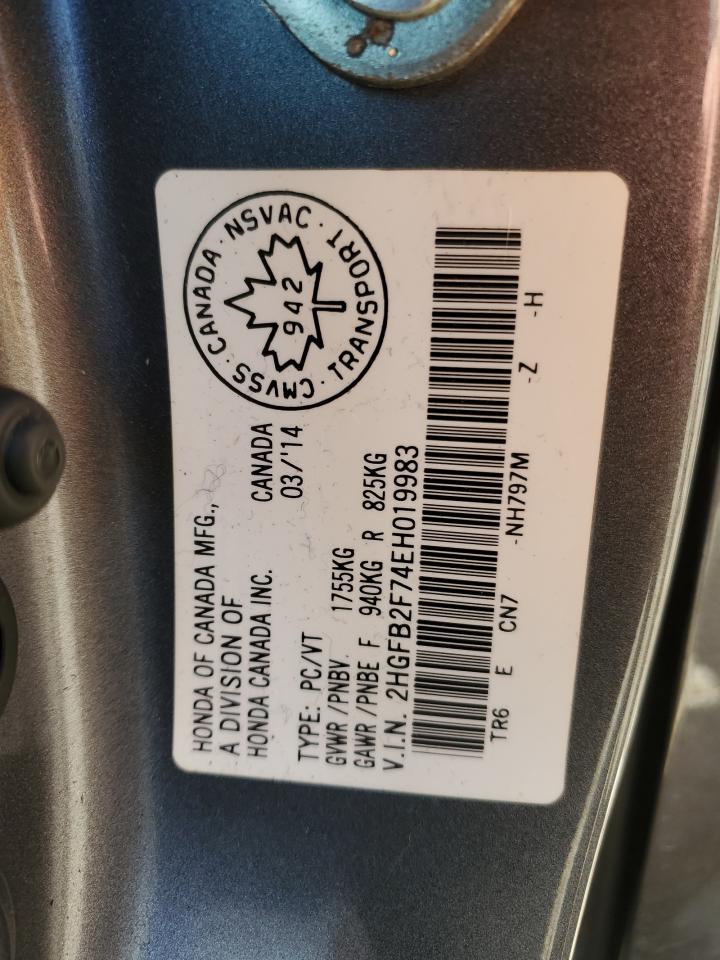 HONDA OF CANADA MFG.,
A DIVISION OF
HONDA CANADA INC.
CANADA
03/'14
TYPE: PC/VT
GVWR/PNBV. 1755KG
GAWR/PNBE F 940KG R 825KG
V.I.N. 2HGFB2F74EH019983
TR6 E CN7 -NH797M -Z -H
CMVSS · CANADA · NSVAC · TRANSPORT ·
942